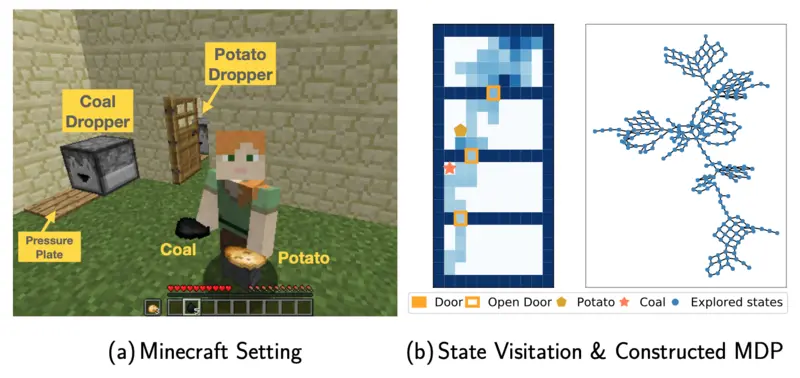 Potato
Dropper
Coal
Dropper
Pressure
Plate
Coal
Potato
Door
Open Door
Potato
Coal
Explored states
(a) Minecraft Setting
(b) State Visitation & Constructed MDP